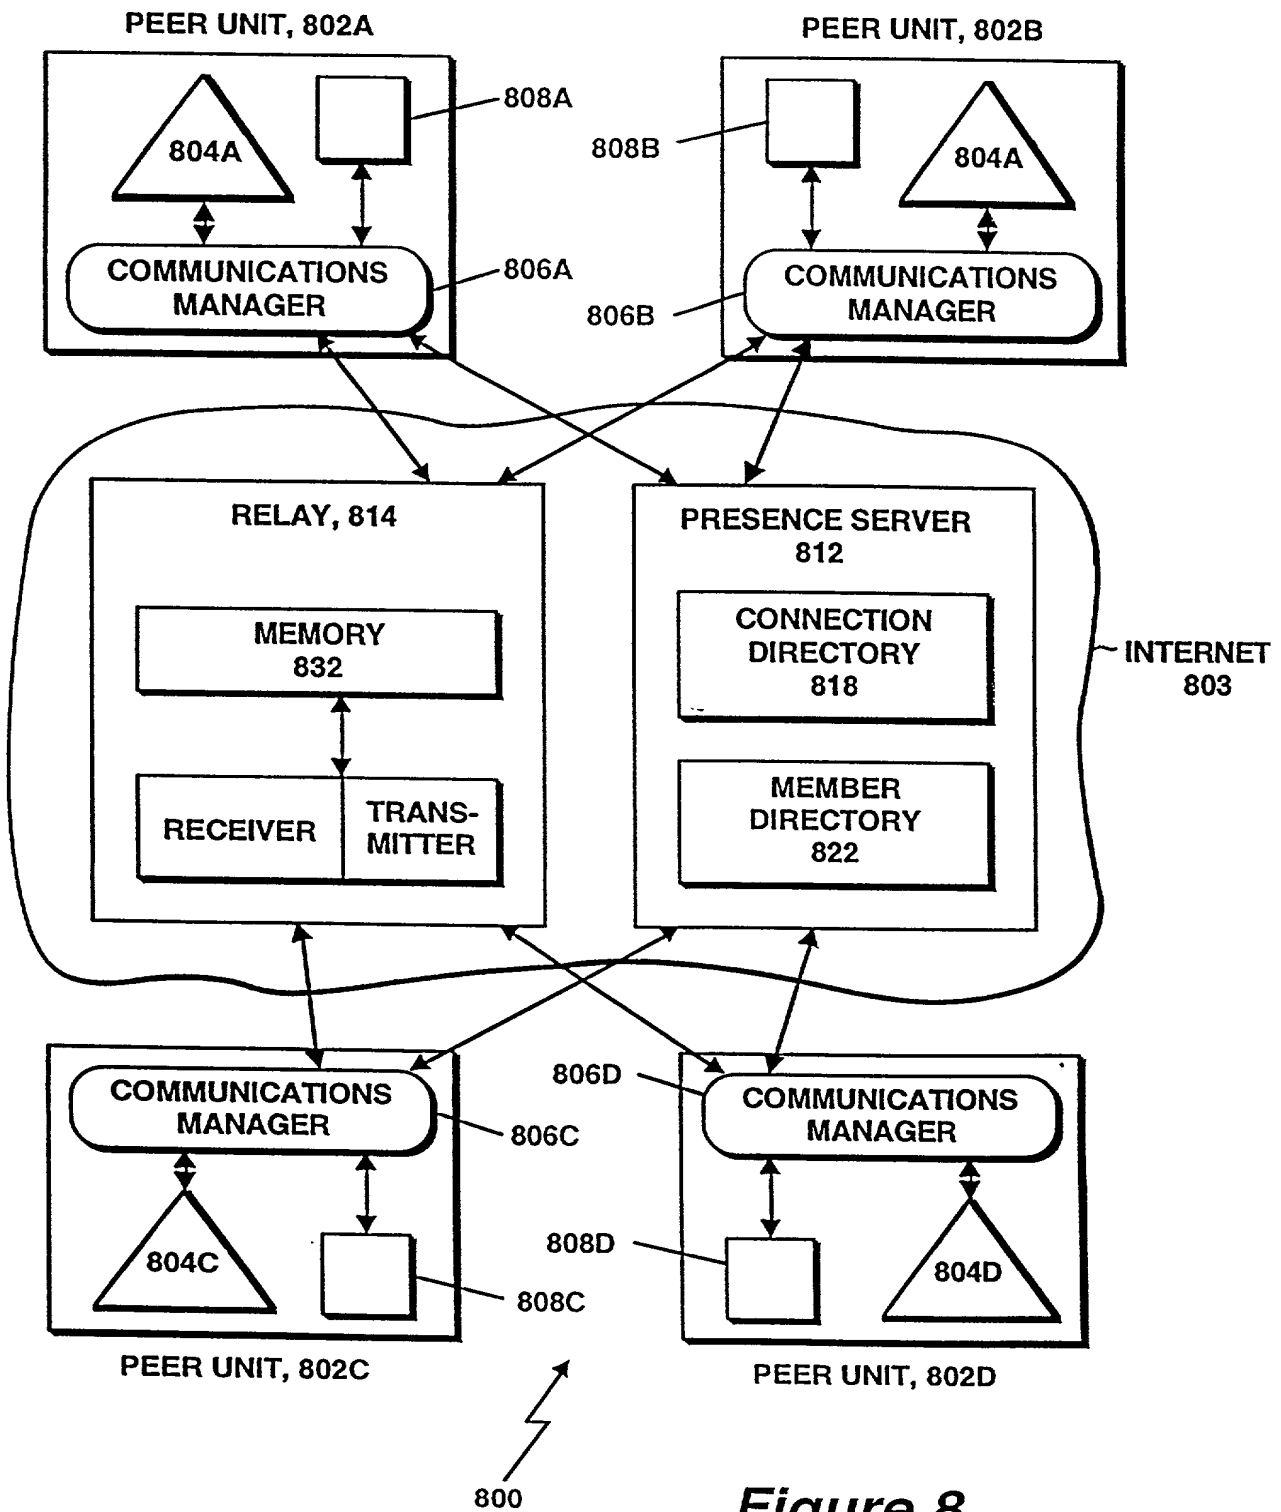 PEER UNIT, 802A
PEER UNIT, 802B
808A
804A
808B
804A
COMMUNICATIONS
MANAGER
806A
COMMUNICATIONS
MANAGER
806B
RELAY, 814
PRESENCE SERVER
812
MEMORY
832
CONNECTION
DIRECTORY
818
INTERNET
803
RECEIVER
TRANS-
MITTER
MEMBER
DIRECTORY
822
COMMUNICATIONS
MANAGER
806C
806D
COMMUNICATIONS
MANAGER
804C
808C
808D
804D
PEER UNIT, 802C
PEER UNIT, 802D
800
Figure 8